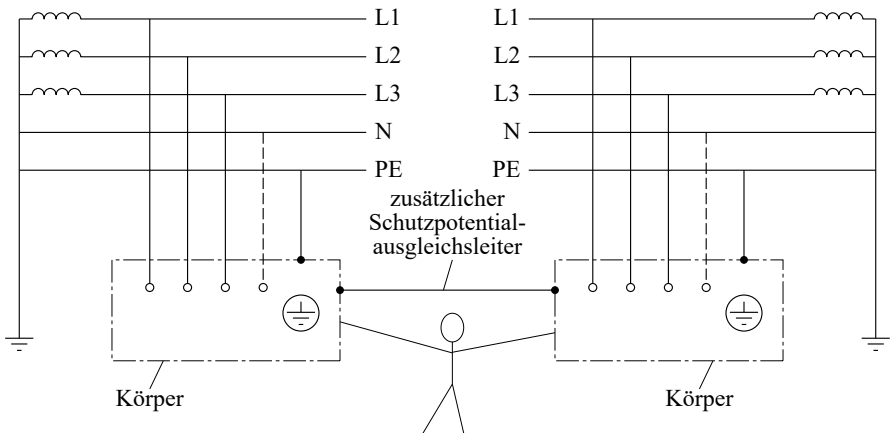 L1
L2
L3
N
PE
L1
L2
L3
N
PE
zusätzlicher
Schutzpotential-
ausgleichsleiter
Körper
Körper